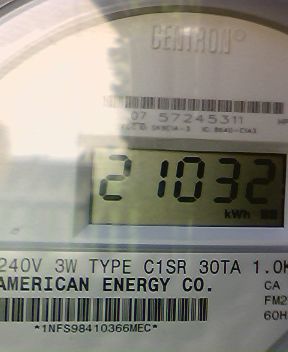 CENTRON®
07 57245311
21032
kWh
240V 3W TYPE C1SR 30TA 1.0K
AMERICAN ENERGY CO. CA
FM2
60H
*1NFS98410366MEC*